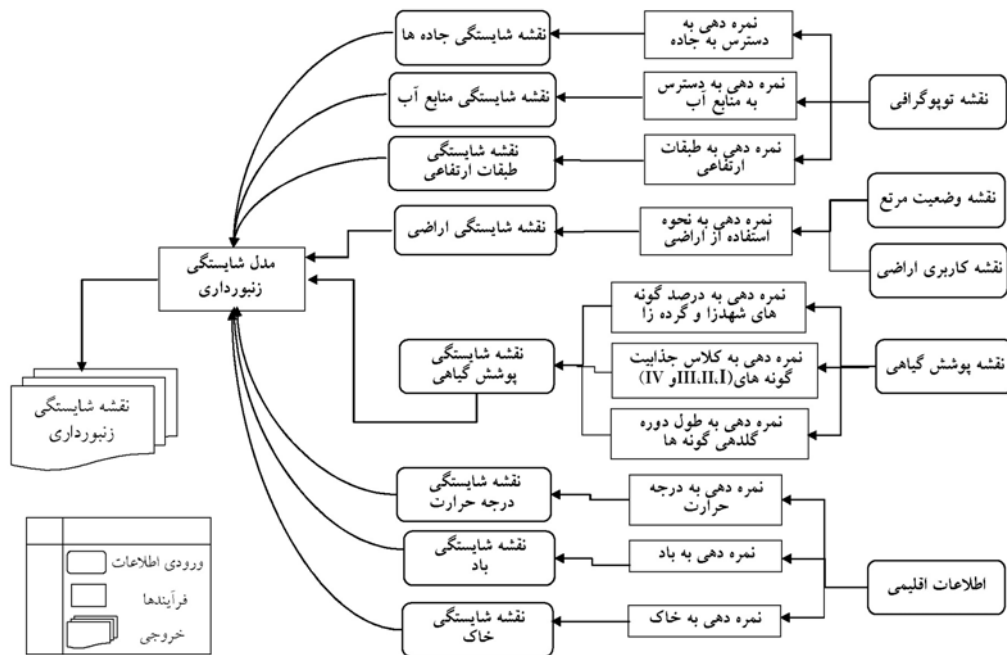 نقشه توپوگرافی
نقشه وضعیت مرتع
نقشه کاربری اراضی
نقشه پوشش گیاهی
اطلاعات اقلیمی
نمره دهی به
دسترس به جاده
نمره دهی به دسترس
به منابع آب
نمره دهی به طبقات
ارتفاعی
نمره دهی به نحوه
استفاده از اراضی
نمره دهی به درصد گونه
های شهدزا و گرده زا
نمره دهی به کلاس جذابیت
گونه های(III،II،Iو IV)
نمره دهی به طول دوره
گلدهی گونه ها
نمره دهی به درجه
حرارت
نمره دهی به باد
نمره دهی به خاک
نقشه شایستگی جاده ها
نقشه شایستگی منابع آب
نقشه شایستگی
طبقات ارتفاعی
نقشه شایستگی اراضی
نقشه شایستگی
پوشش گیاهی
نقشه شایستگی
درجه حرارت
نقشه شایستگی
باد
نقشه شایستگی
خاک
مدل شایستگی
زنبورداری
نقشه شایستگی
زنبورداری
ورودی اطلاعات
فرآیندها
خروجی